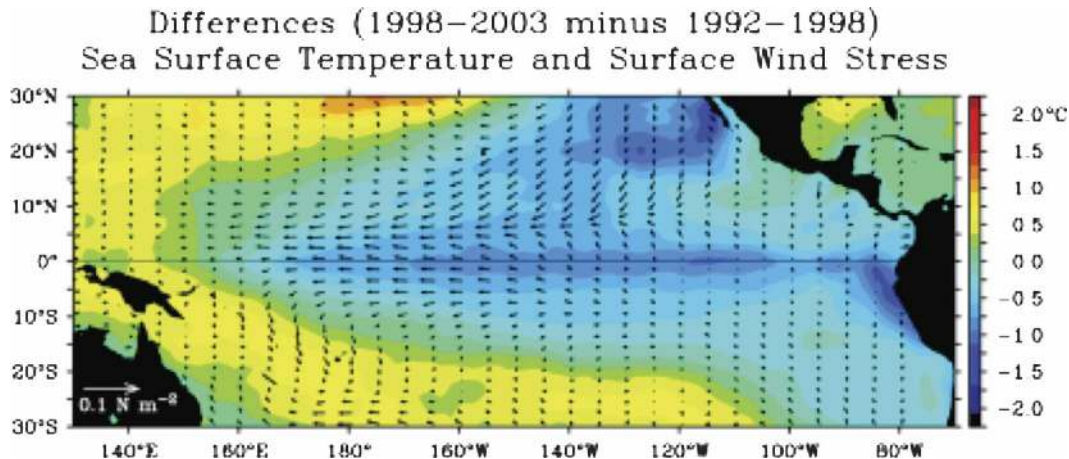 Differences (1998–2003 minus 1992–1998)
Sea Surface Temperature and Surface Wind Stress
30°N
20°N
10°N
0°
10°S
20°S
30°S
0.1 N m⁻²
140°E 160°E 180° 160°W 140°W 120°W 100°W 80°W
2.0°C
1.5
1 0
0 5
0 0
-0 5
-1 0
-1 5
-2 0